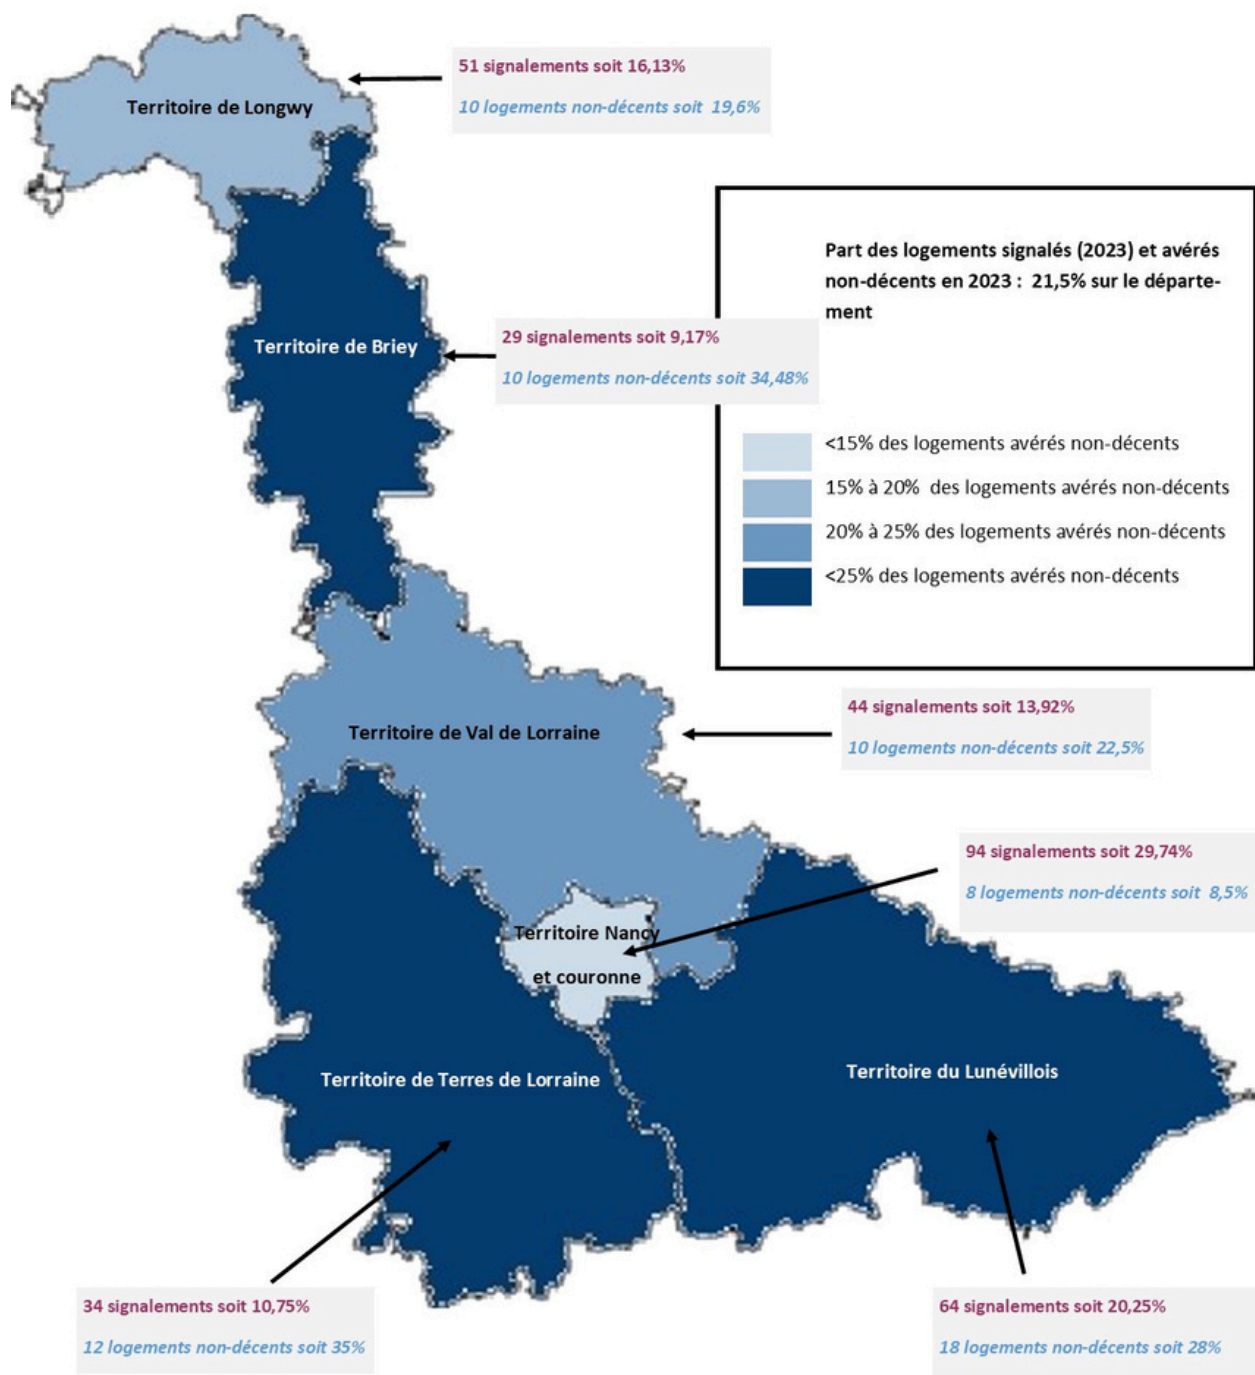 51 signalements soit 16,13%
10 logements non-décents soit 19,6%
Territoire de Longwy
Part des logements signalés (2023) et avérés
non-décents en 2023 : 21,5% sur le départe-
ment
29 signalements soit 9,17%
10 logements non-décents soit 34,48%
Territoire de Briey
<15% des logements avérés non-décents
15% à 20% des logements avérés non-décents
20% à 25% des logements avérés non-décents
<25% des logements avérés non-décents
44 signalements soit 13,92%
10 logements non-décents soit 22,5%
Territoire de Val de Lorraine
94 signalements soit 29,74%
8 logements non-décents soit 8,5%
Territoire Nancy
et couronne
Territoire de Terres de Lorraine
Territoire du Lunévillois
34 signalements soit 10,75%
12 logements non-décents soit 35%
64 signalements soit 20,25%
18 logements non-décents soit 28%